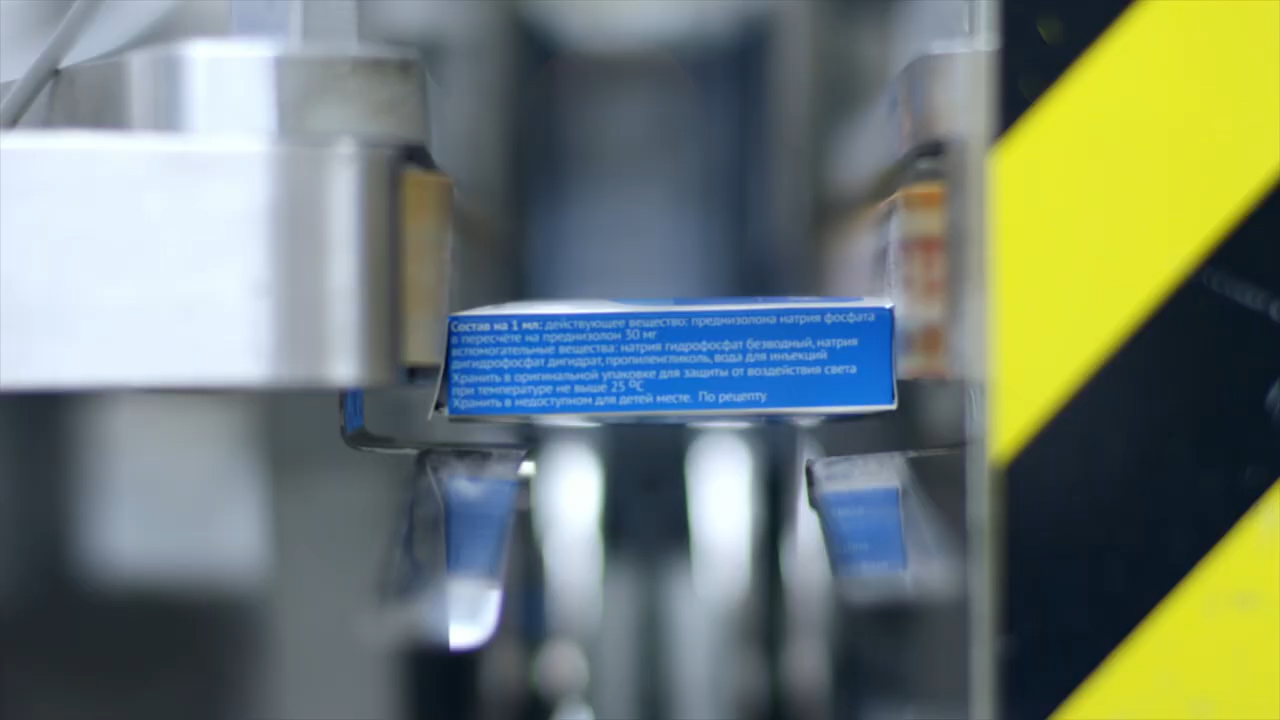 Состав на 1 мл: действующее вещество: преднизолона натрия фосфата
в пересчёте на преднизолон 30 мг
вспомогательные вещества: натрия гидрофосфат безводный, натрия
дигидрофосфат дигидрат, пропиленгликоль, вода для инъекций
Хранить в оригинальной упаковке для защиты от воздействия света
при температуре не выше 25 ºС
Хранить в недоступном для детей месте. По рецепту